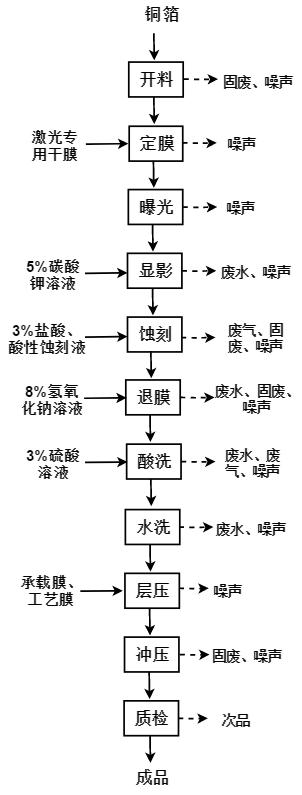 铜箔
开料
固废、噪声
激光专
用干膜
定膜
噪声
曝光
噪声
5%碳酸
钾溶液
显影
废水、噪声
3%盐酸、
酸性蚀刻液
蚀刻
废气、固
废、噪声
8%氢氧
化钠溶液
退膜
废水、固废、
噪声
3%硫酸
溶液
酸洗
废水、废
气、噪声
水洗
废水、噪声
承载膜、
工艺膜
层压
噪声
冲压
固废、噪声
质检
次品
成品